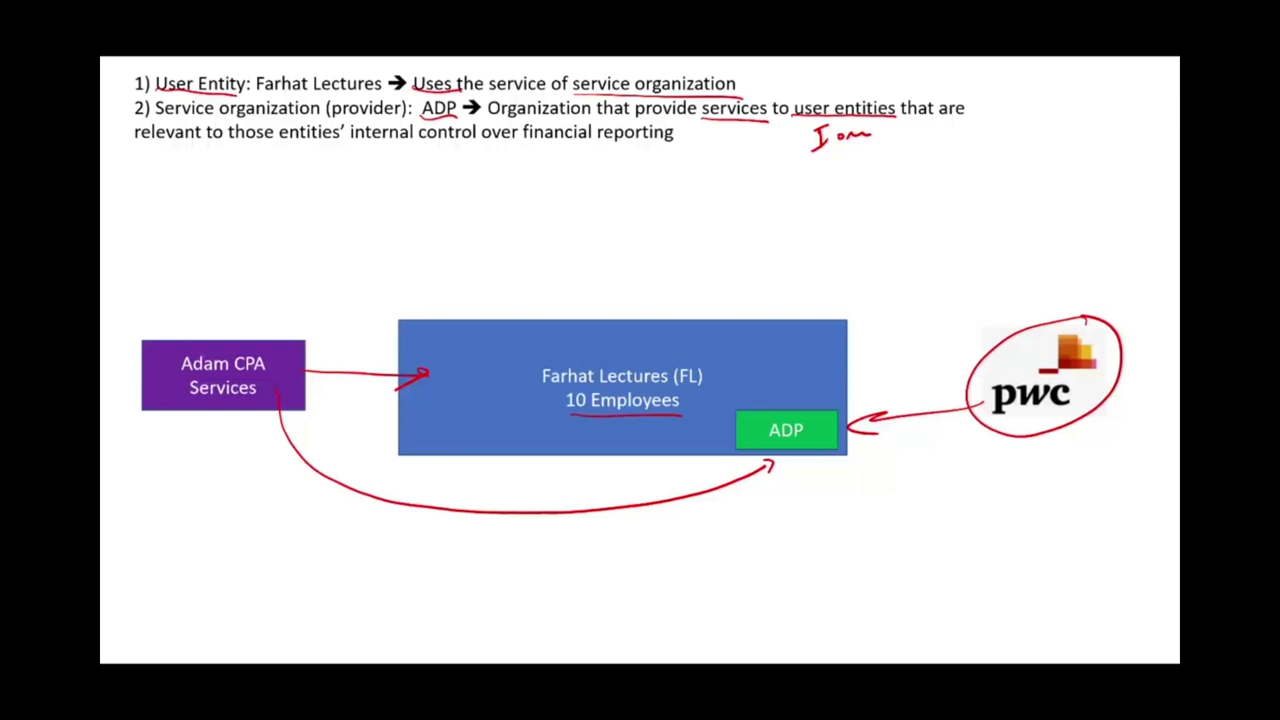 1) User Entity: Farhat Lectures ➔ Uses the service of service organization
2) Service organization (provider): ADP ➔ Organization that provide services to user entities that are
relevant to those entities' internal control over financial reporting
I am
Adam CPA
Services
Farhat Lectures (FL)
10 Employees
ADP
pwc